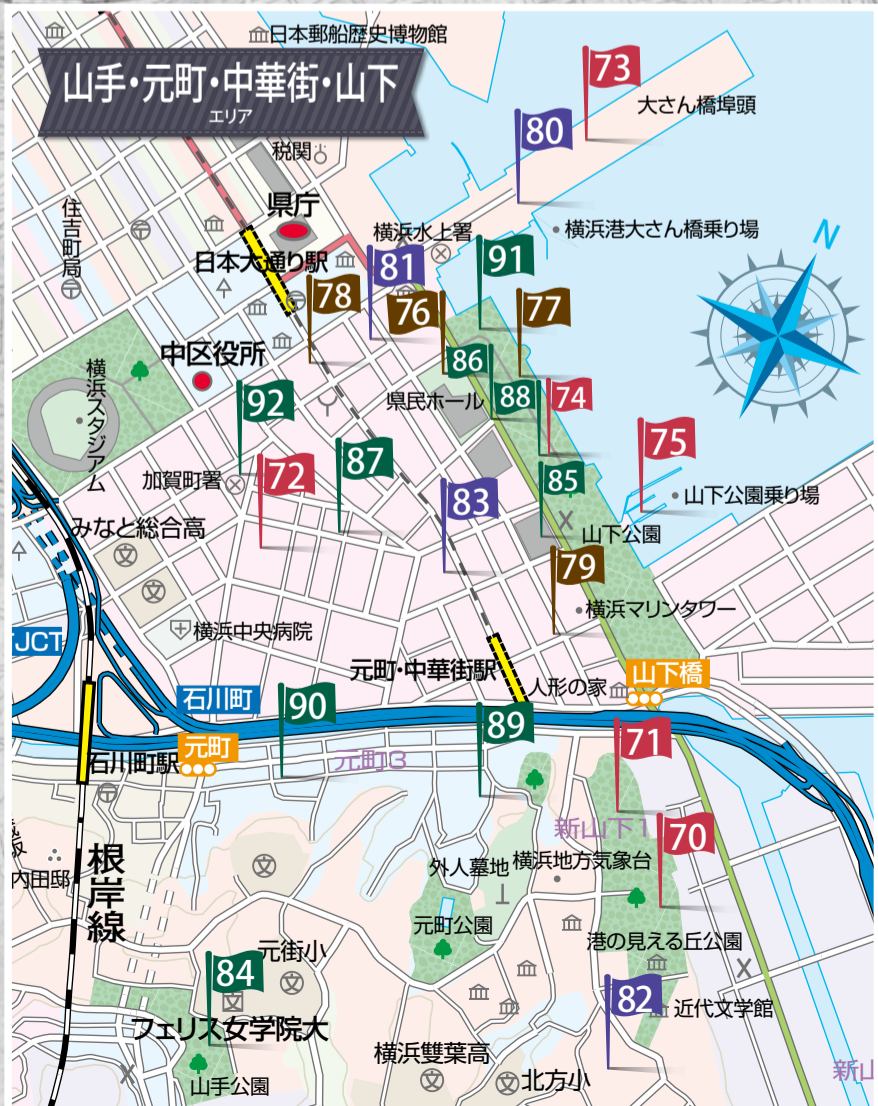 日本郵船歴史博物館
山手・元町・中華街・山下
エリア
73
大さん橋埠頭
80
税関
県庁
住吉町局
横浜水上署
横浜港大さん橋乗り場
N
日本大通り駅
81
91
78
76
77
中区役所
86
横浜スタジアム
92
県民ホール
88
74
75
加賀町署
72
87
83
85
山下公園乗り場
みなと総合高
山下公園
79
横浜マリンタワー
横浜中央病院
JCT
元町・中華街駅
人形の家
山下橋
石川町
90
89
71
元町
石川町駅
元町3
新山下1
70
根岸線
内田邸
外人墓地
横浜地方気象台
元町公園
港の見える丘公園
元街小
84
82
近代文学館
フェリス女学院大
横浜雙葉高
北方小
山手公園
新山